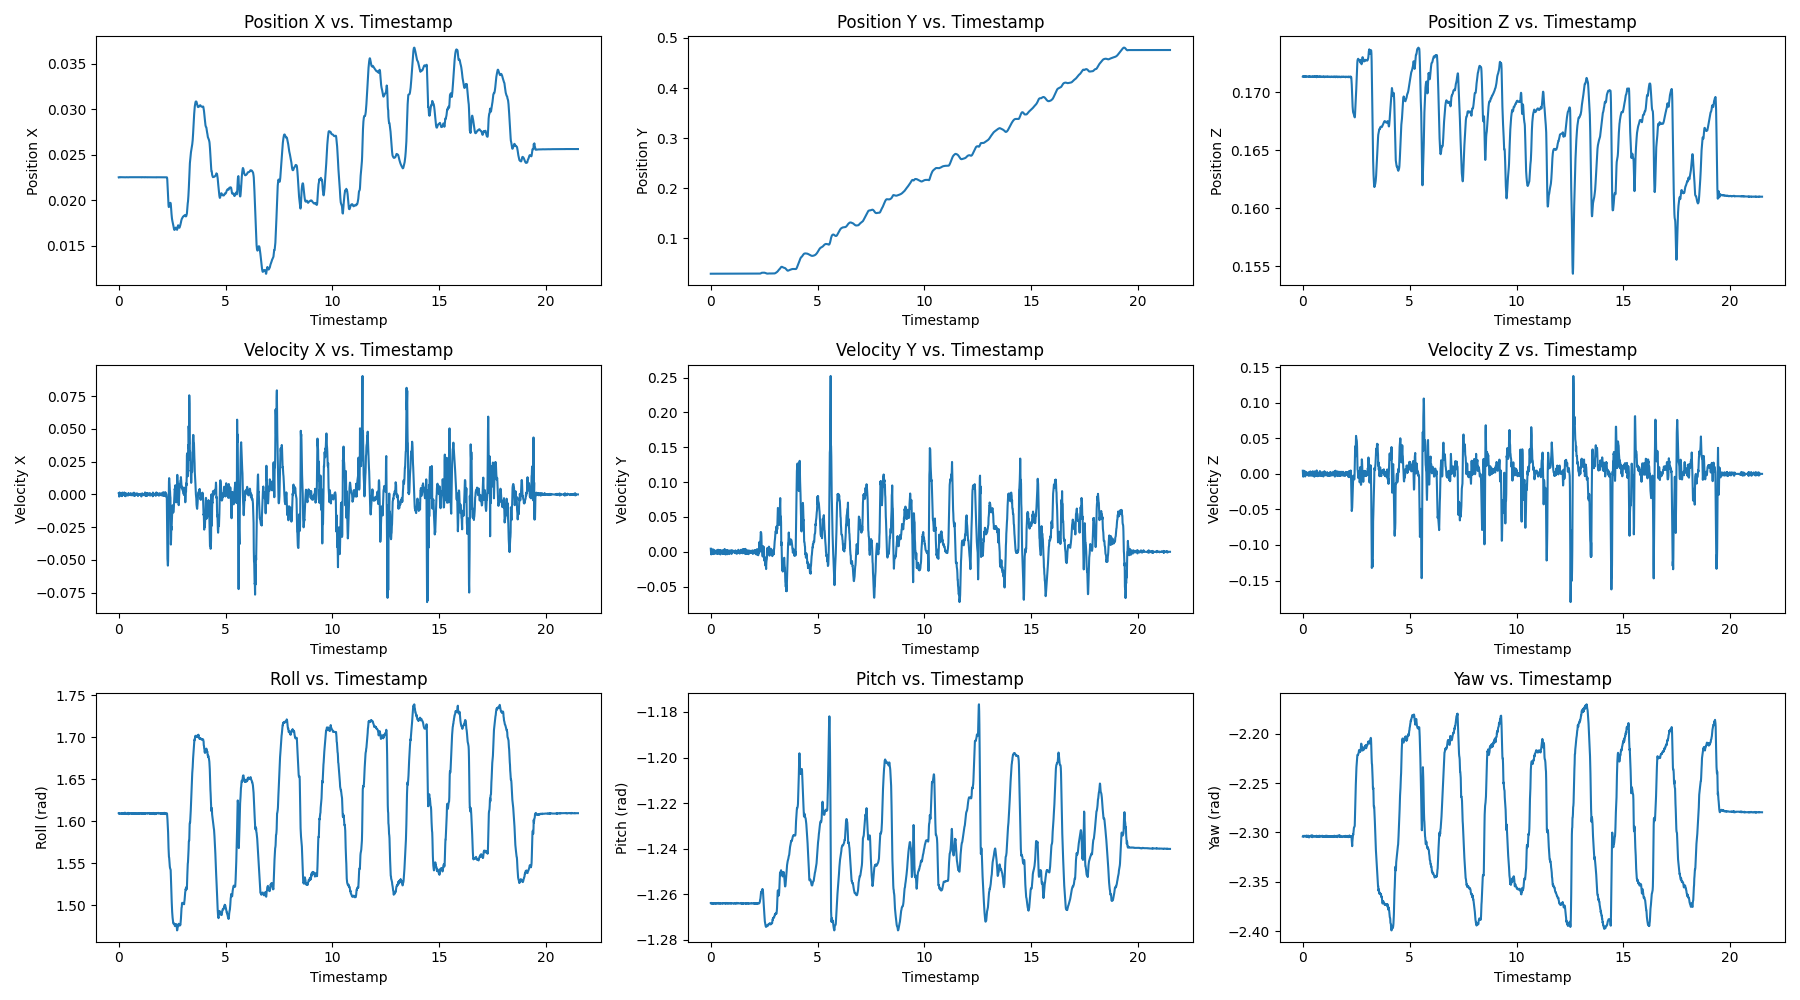 Position X vs. Timestamp
Position X
0.035
0.030
0.025
0.020
0.015
0 5 10 15 20
Timestamp
Position Y vs. Timestamp
Position Y
0.5
0.4
0.3
0.2
0.1
0 5 10 15 20
Timestamp
Position Z vs. Timestamp
Position Z
0.170
0.165
0.160
0.155
0 5 10 15 20
Timestamp
Velocity X vs. Timestamp
Velocity X
0.075
0.050
0.025
0.000
−0.025
−0.050
−0.075
0 5 10 15 20
Timestamp
Velocity Y vs. Timestamp
Velocity Y
0.25
0.20
0.15
0.10
0.05
0.00
−0.05
0 5 10 15 20
Timestamp
Velocity Z vs. Timestamp
Velocity Z
0.15
0.10
0.05
0.00
−0.05
−0.10
−0.15
0 5 10 15 20
Timestamp
Roll vs. Timestamp
Roll (rad)
1.75
1.70
1.65
1.60
1.55
1.50
0 5 10 15 20
Timestamp
Pitch vs. Timestamp
Pitch (rad)
−1.18
−1.20
−1.22
−1.24
−1.26
−1.28
0 5 10 15 20
Timestamp
Yaw vs. Timestamp
Yaw (rad)
−2.20
−2.25
−2.30
−2.35
−2.40
0 5 10 15 20
Timestamp